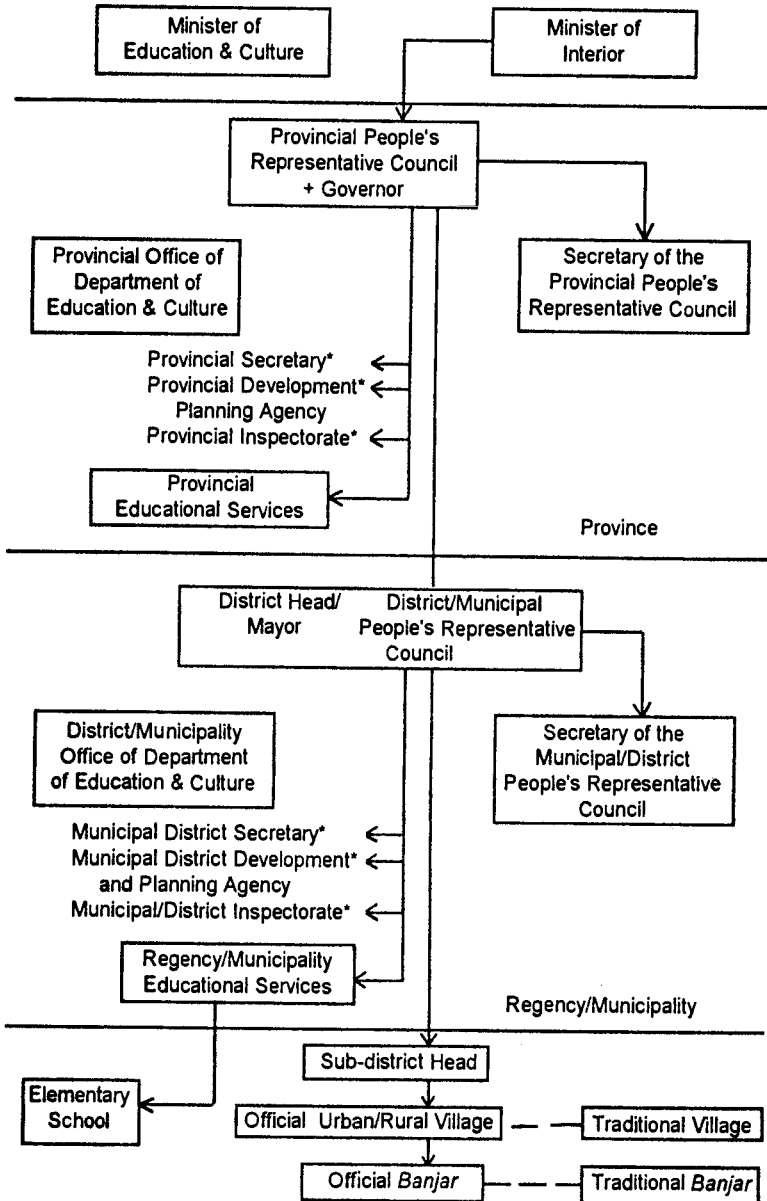 Minister of
Education & Culture
Minister of
Interior
Provincial People's
Representative Council
+ Governor
Provincial Office of
Department of
Education & Culture
Secretary of the
Provincial People's
Representative Council
Provincial Secretary*
Provincial Development*
Planning Agency
Provincial Inspectorate*
Provincial
Educational Services
Province
District Head/
Mayor
District/Municipal
People's Representative
Council
District/Municipality
Office of Department
of Education & Culture
Secretary of the
Municipal/District
People's Representative
Council
Municipal District Secretary*
Municipal District Development*
and Planning Agency
Municipal/District Inspectorate*
Regency/Municipality
Educational Services
Regency/Municipality
Sub-district Head
Elementary
School
Official Urban/Rural Village
Traditional Village
Official Banjar
Traditional Banjar